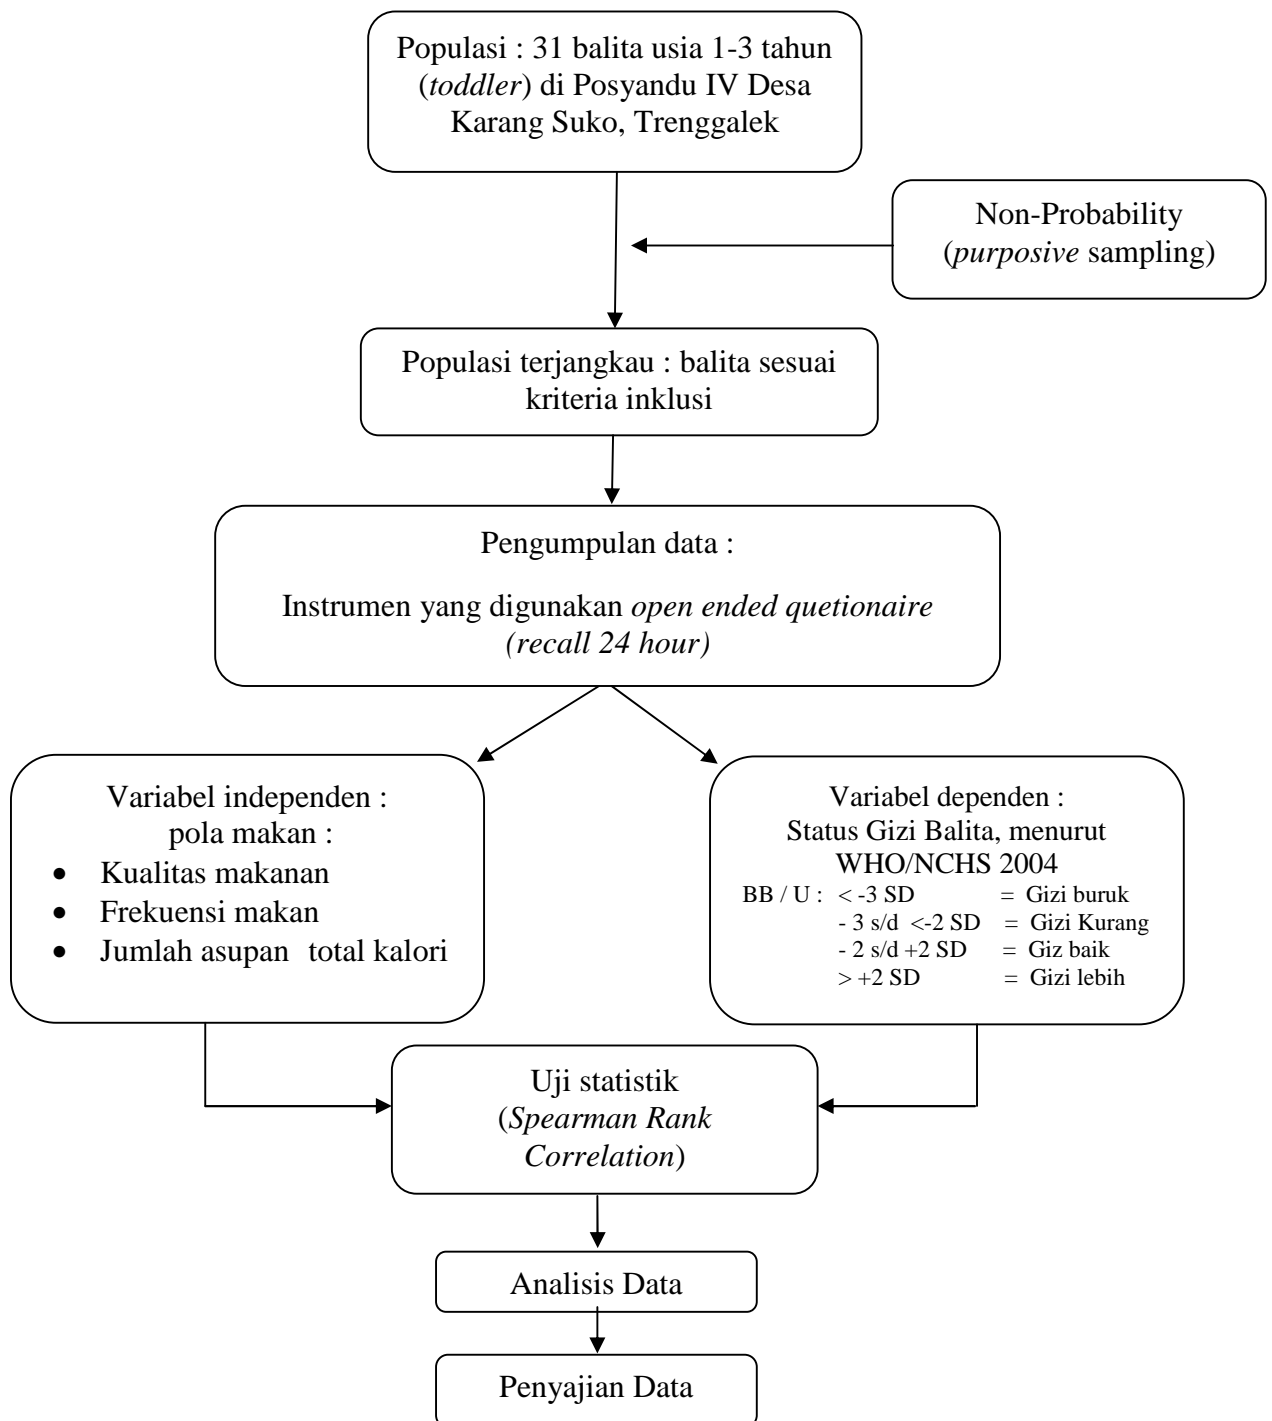 Populasi : 31 balita usia 1-3 tahun
(toddler) di Posyandu IV Desa
Karang Suko, Trenggalek
Non-Probability
(purposive sampling)
Populasi terjangkau : balita sesuai
kriteria inklusi
Pengumpulan data :
Instrumen yang digunakan open ended quetionaire
(recall 24 hour)
Variabel independen :
pola makan :
• Kualitas makanan
• Frekuensi makan
• Jumlah asupan total kalori
Variabel dependen :
Status Gizi Balita, menurut
WHO/NCHS 2004
BB / U : < -3 SD = Gizi buruk
- 3 s/d <-2 SD = Gizi Kurang
- 2 s/d +2 SD = Giz baik
> +2 SD = Gizi lebih
Uji statistik
(Spearman Rank
Correlation)
Analisis Data
Penyajian Data